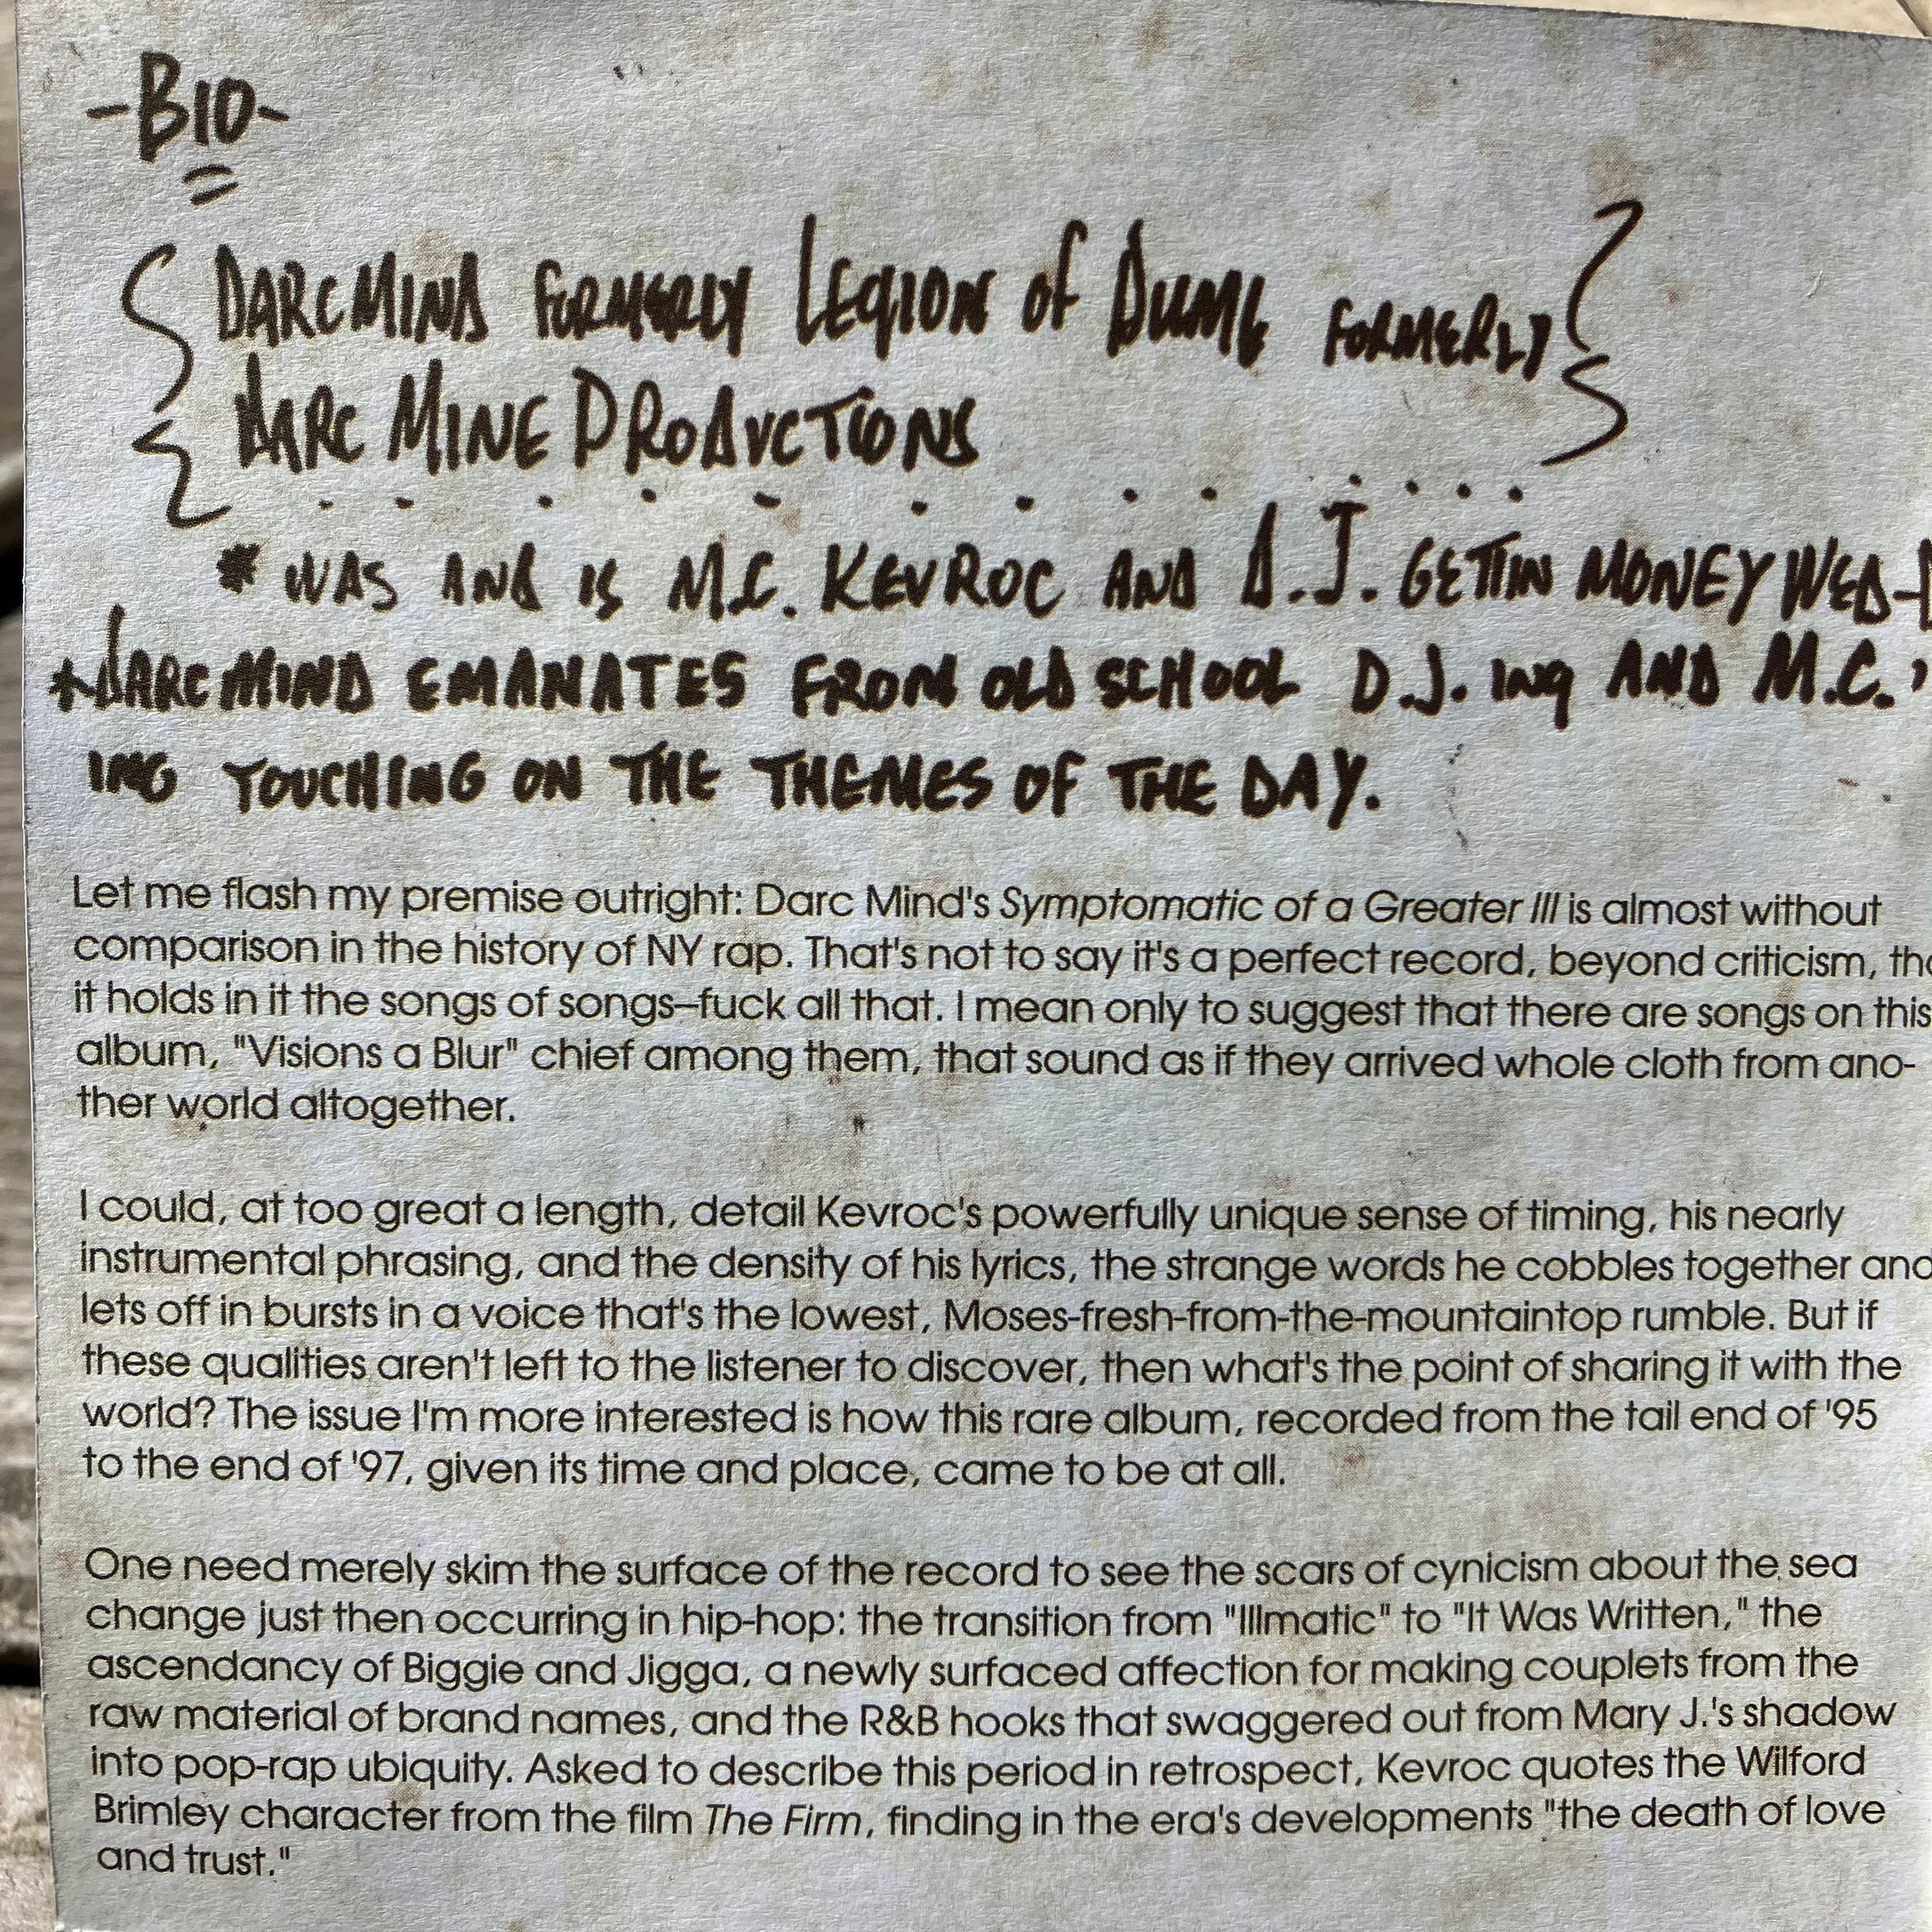 -BIO-
DARCMIND FORMERLY LEGION OF DUME FORMERLY
DARC MINE PRODUCTIONS
* WAS AND IS M.C. KEVROC AND D.J. GETTIN MONEY WEB-D
+DARCMIND EMANATES FROM OLD SCHOOL D.J. ING AND M.C.'
ING TOUCHING ON THE THEMES OF THE DAY.
Let me flash my premise outright: Darc Mind's Symptomatic of a Greater Ill is almost without
comparison in the history of NY rap. That's not to say it's a perfect record, beyond criticism, tha
it holds in it the songs of songs–fuck all that. I mean only to suggest that there are songs on this
album, "Visions a Blur" chief among them, that sound as if they arrived whole cloth from ano-
ther world altogether.
I could, at too great a length, detail Kevroc's powerfully unique sense of timing, his nearly
instrumental phrasing, and the density of his lyrics, the strange words he cobbles together and
lets off in bursts in a voice that's the lowest, Moses-fresh-from-the-mountaintop rumble. But if
these qualities aren't left to the listener to discover, then what's the point of sharing it with the
world? The issue I'm more interested is how this rare album, recorded from the tail end of '95
to the end of '97, given its time and place, came to be at all.
One need merely skim the surface of the record to see the scars of cynicism about the sea
change just then occurring in hip-hop: the transition from "Illmatic" to "It Was Written," the
ascendancy of Biggie and Jigga, a newly surfaced affection for making couplets from the
raw material of brand names, and the R&B hooks that swaggered out from Mary J.'s shadow
into pop-rap ubiquity. Asked to describe this period in retrospect, Kevroc quotes the Wilford
Brimley character from the film The Firm, finding in the era's developments "the death of love
and trust."